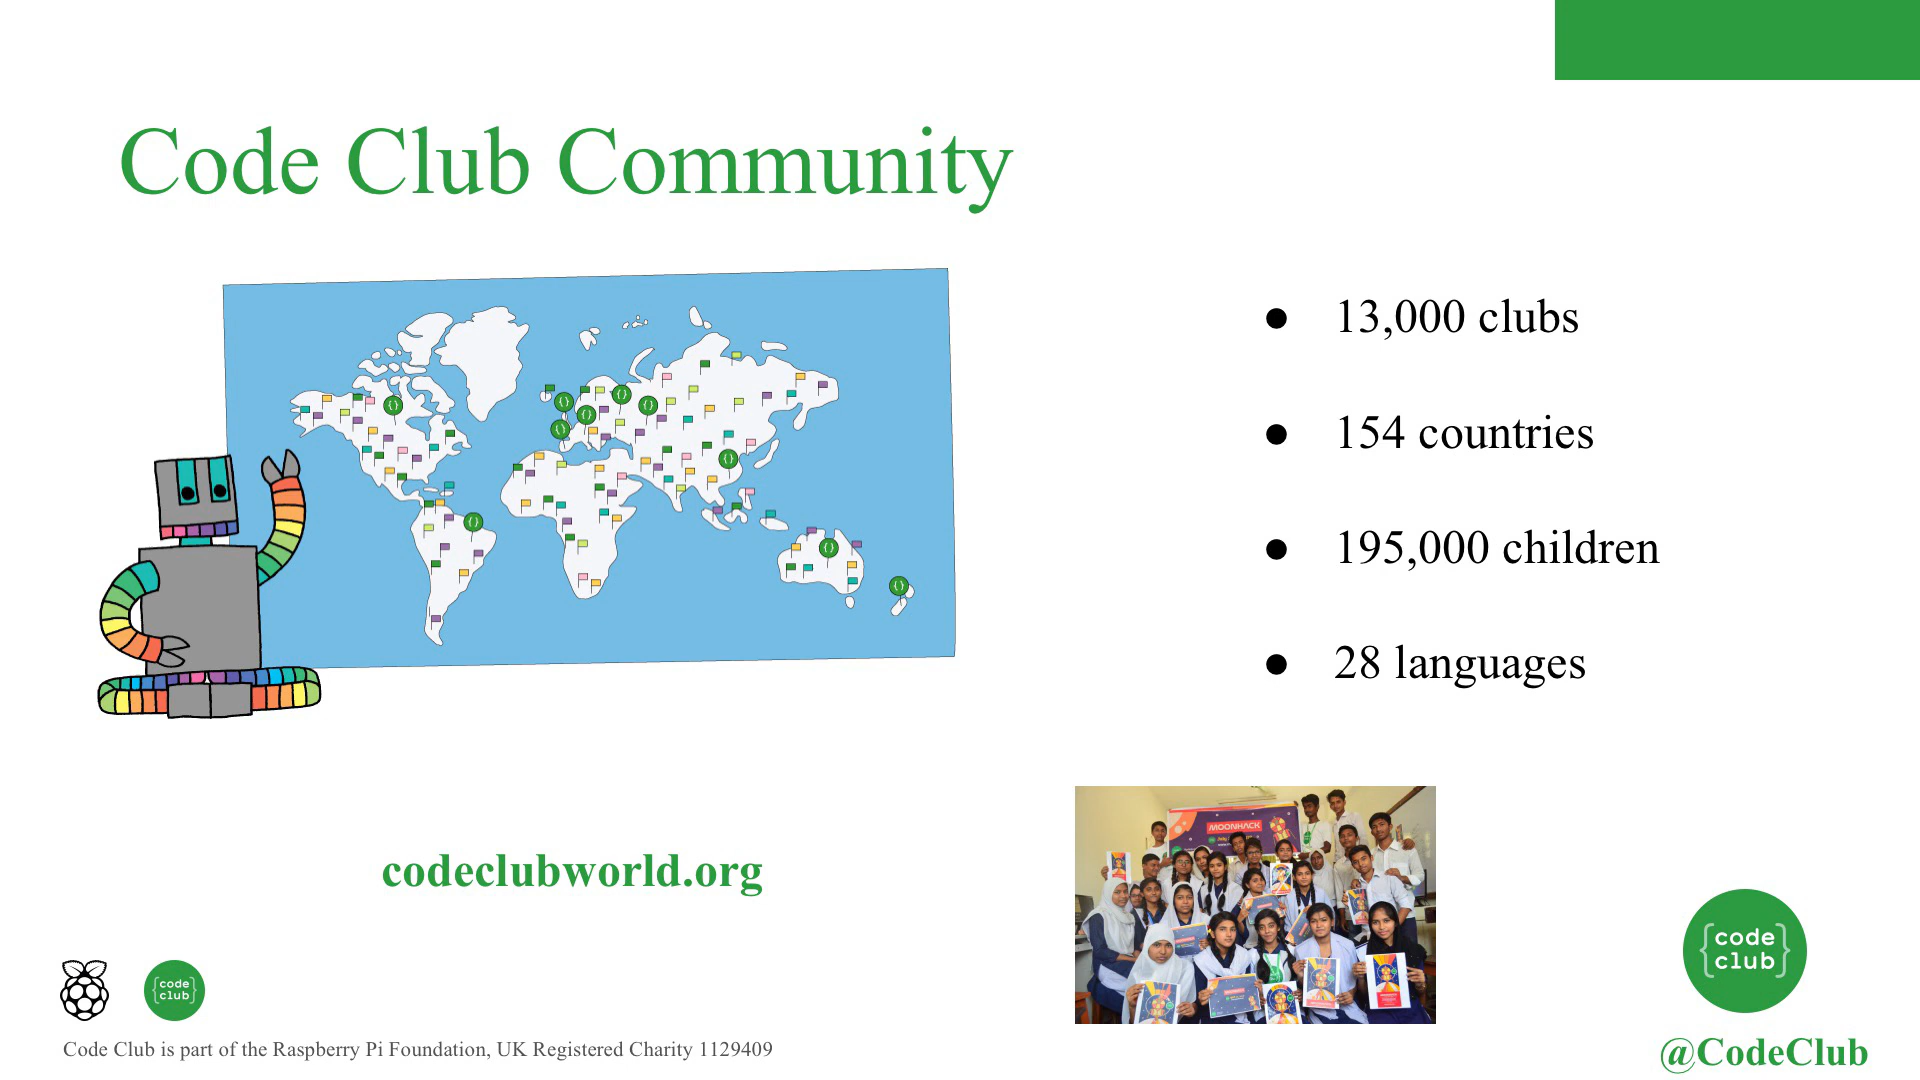 Code Club Community
● 13,000 clubs
● 154 countries
● 195,000 children
● 28 languages
codeclubworld.org
MOONHACK
code
club
code
club
Code Club is part of the Raspberry Pi Foundation, UK Registered Charity 1129409
@CodeClub